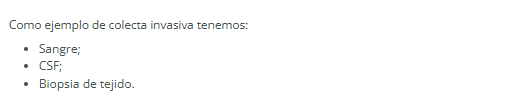 Como ejemplo de colecta invasiva tenemos:
• Sangre;
• CSF;
• Biopsia de tejido.